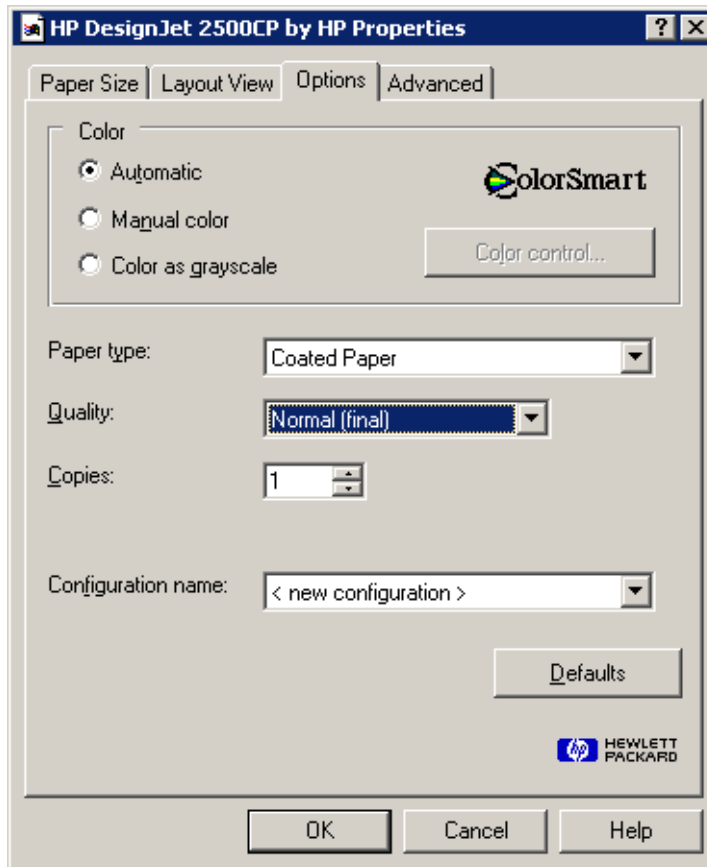 HP DesignJet 2500CP by HP Properties
Paper Size Layout View Options Advanced
Color
Automatic
ColorSmart
Manual color
Color control...
Color as grayscale
Paper type: Coated Paper
Quality: Normal (final)
Copies: 1
Configuration name: < new configuration >
Defaults
hp HEWLETT
PACKARD
OK Cancel Help